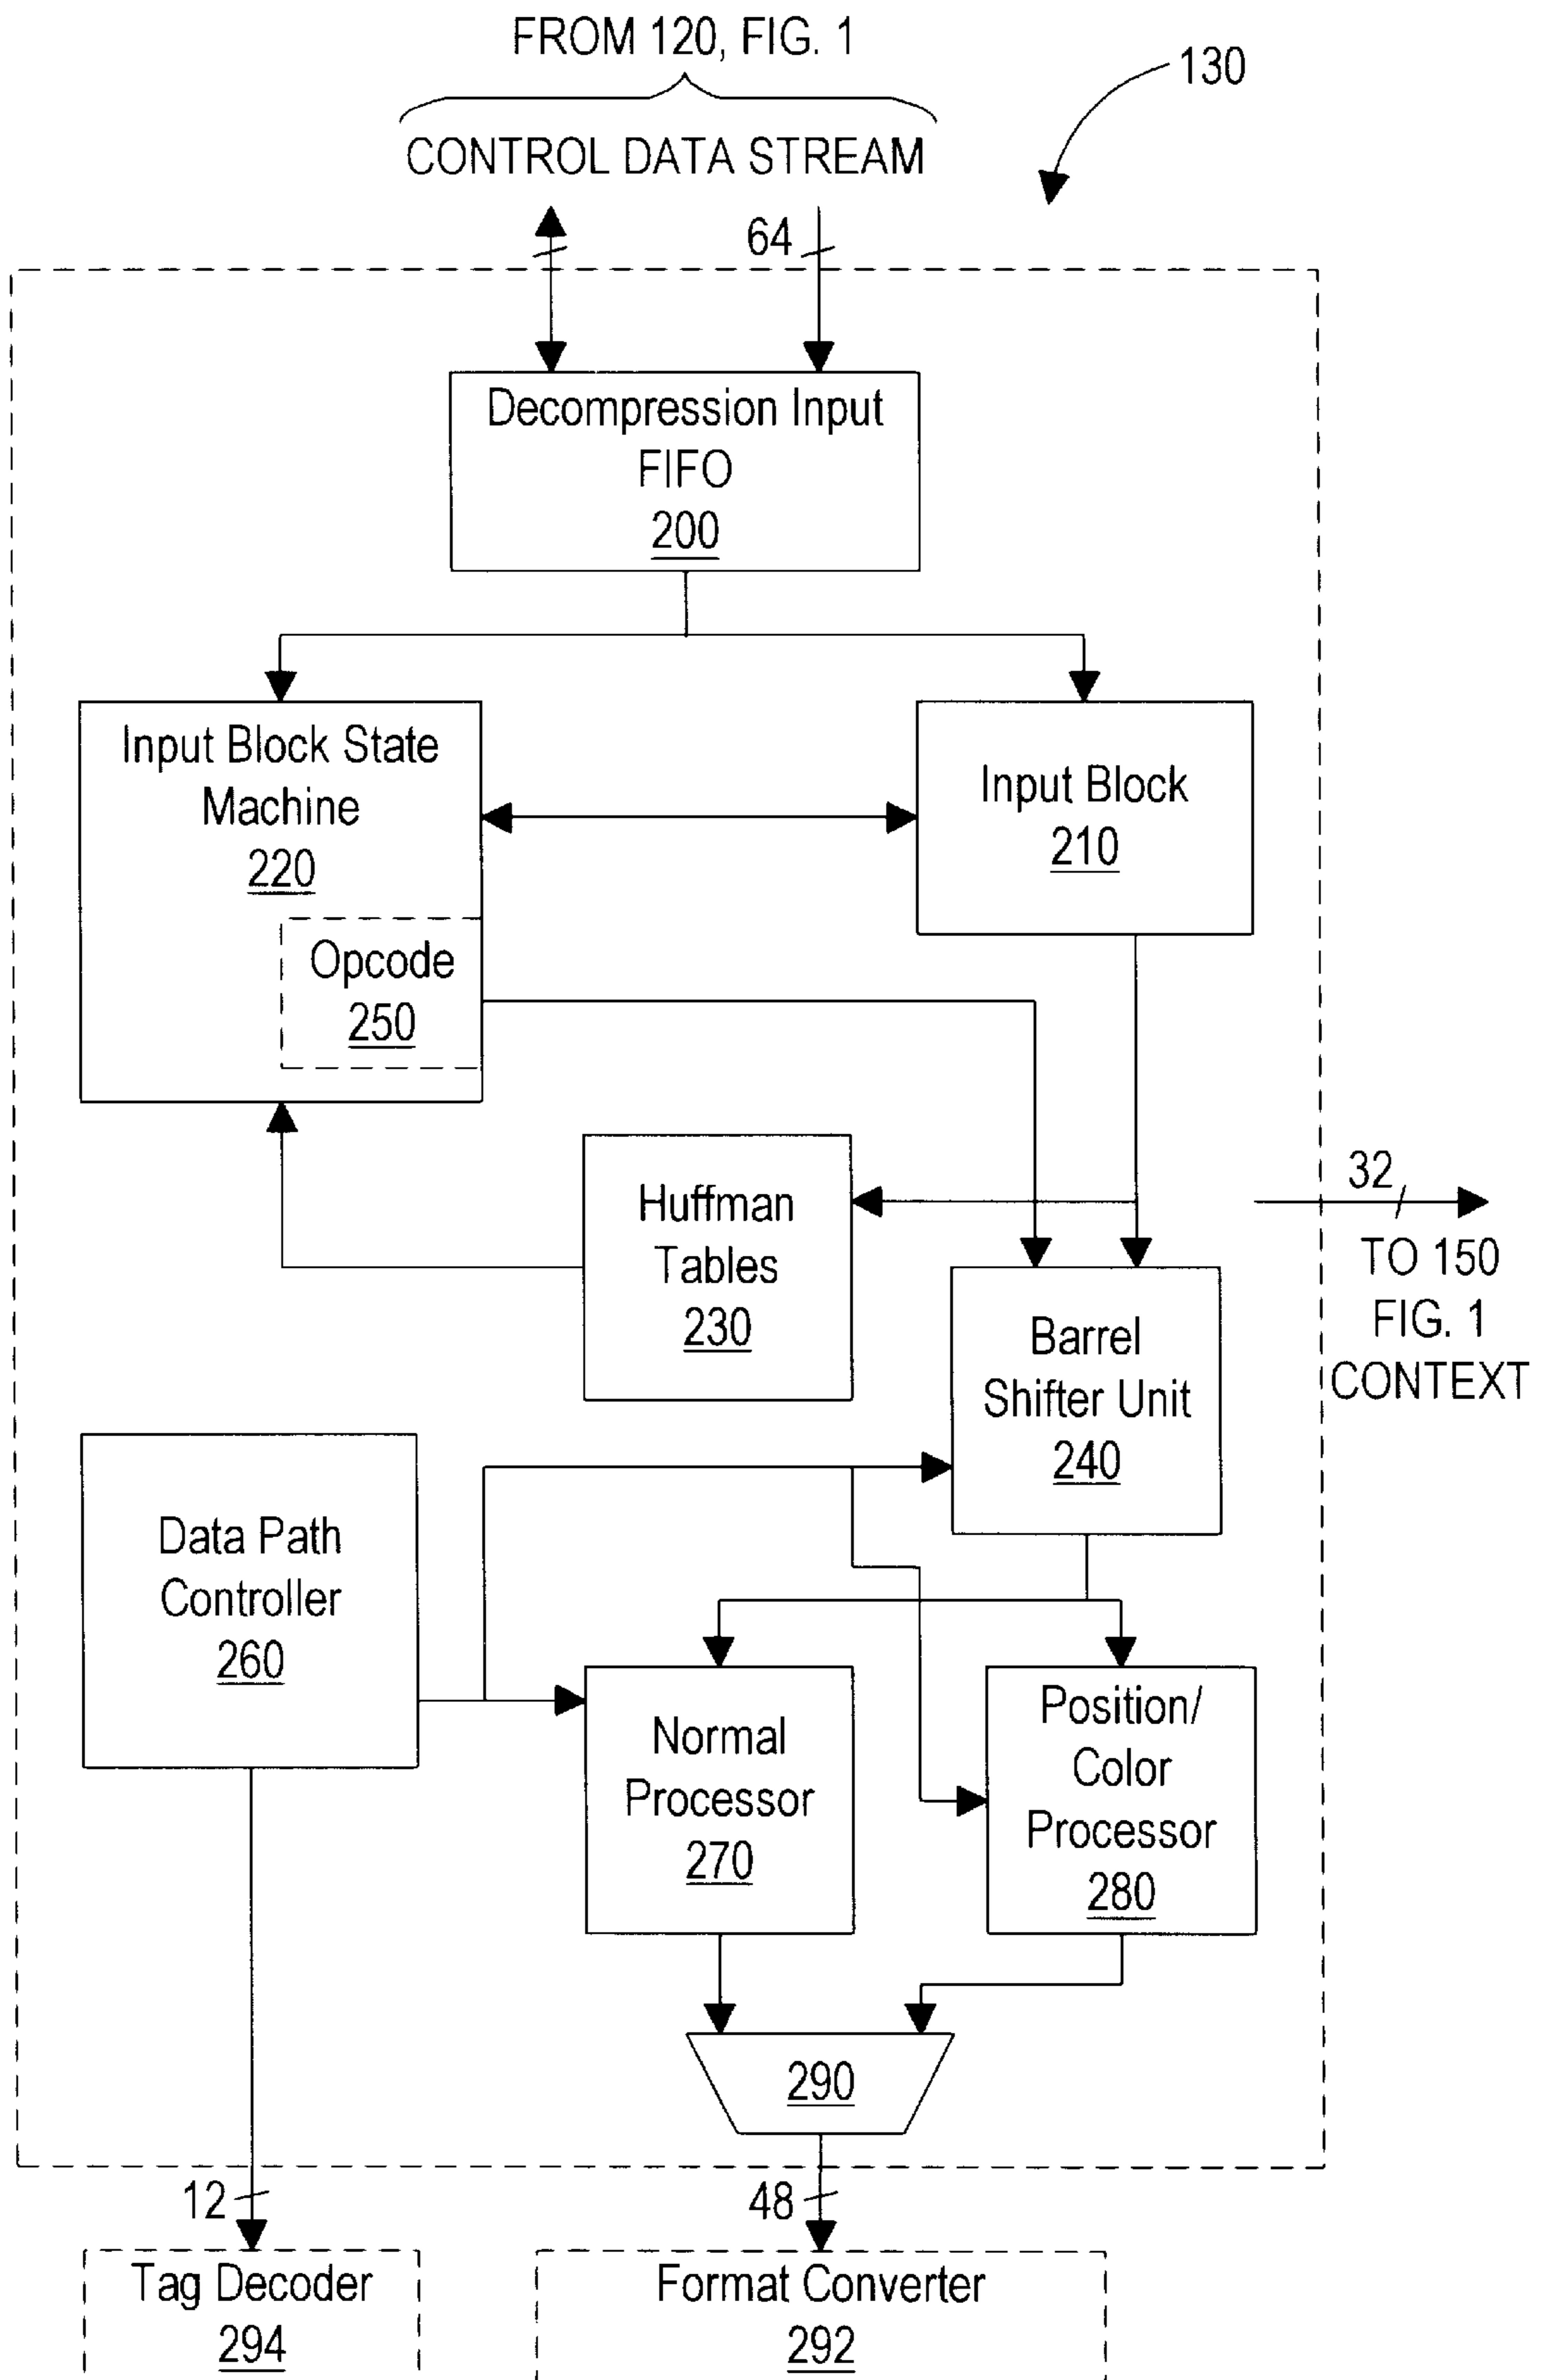 FROM 120, FIG. 1
130
CONTROL DATA STREAM
64
Decompression Input
FIFO
200
Input Block State
Machine
220
Input Block
210
Opcode
250
32
TO 150
FIG. 1
CONTEXT
Huffman
Tables
230
Barrel
Shifter Unit
240
Data Path
Controller
260
Normal
Processor
270
Position/
Color
Processor
280
290
12
48
Tag Decoder
294
Format Converter
292